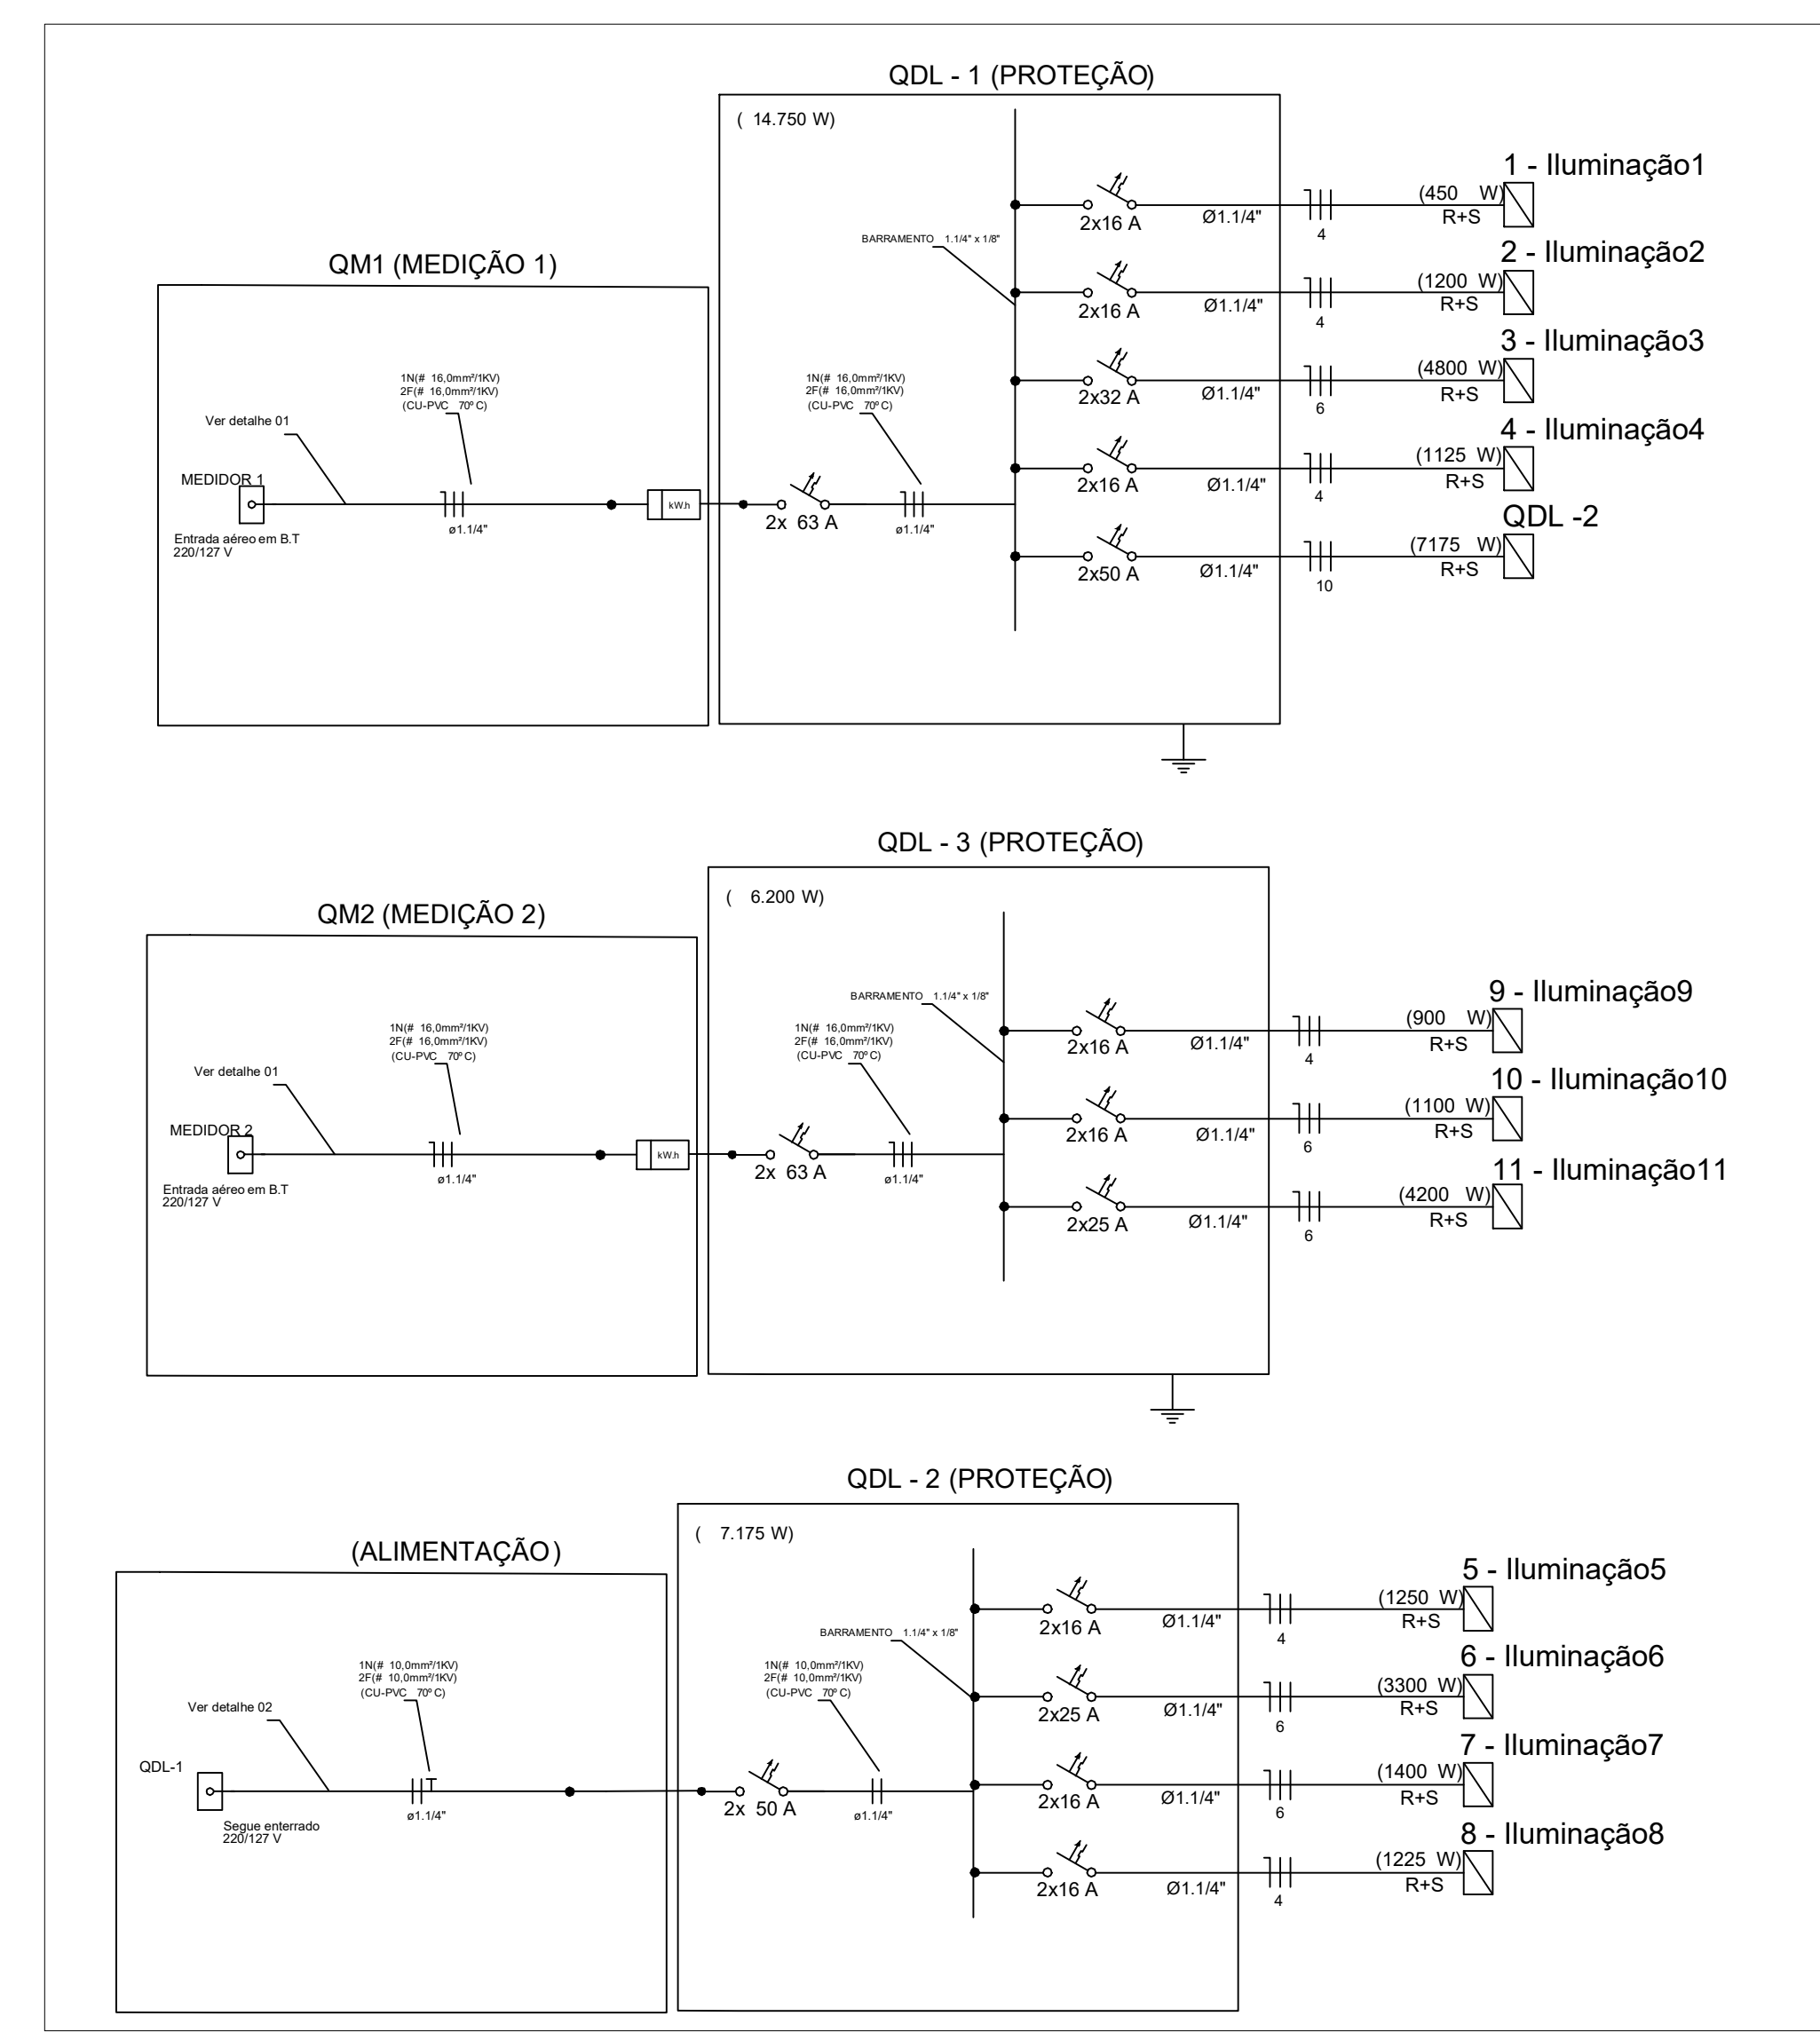 QDL - 1 (PROTEÇÃO)
( 14.750 W)
1 - Iluminação1
(450 W)
R+S
2x16 A
Ø1.1/4"
4
BARRAMENTO 1.1/4" x 1/8"
2 - Iluminação2
(1200 W)
R+S
2x16 A
Ø1.1/4"
4
3 - Iluminação3
(4800 W)
R+S
2x32 A
Ø1.1/4"
6
4 - Iluminação4
(1125 W)
R+S
2x16 A
Ø1.1/4"
4
QDL -2
(7175 W)
R+S
2x50 A
Ø1.1/4"
10
QM1 (MEDIÇÃO 1)
1N(# 16,0mm²/1KV)
2F(# 16,0mm²/1KV)
(CU-PVC 70º C)
Ver detalhe 01
MEDIDOR 1
Entrada aéreo em B.T
220/127 V
ø1.1/4"
kW.h
2x 63 A
1N(# 16,0mm²/1KV)
2F(# 16,0mm²/1KV)
(CU-PVC 70º C)
ø1.1/4"
QDL - 3 (PROTEÇÃO)
( 6.200 W)
QM2 (MEDIÇÃO 2)
1N(# 16,0mm²/1KV)
2F(# 16,0mm²/1KV)
(CU-PVC 70º C)
Ver detalhe 01
MEDIDOR 2
Entrada aéreo em B.T
220/127 V
ø1.1/4"
kW.h
2x 63 A
1N(# 16,0mm²/1KV)
2F(# 16,0mm²/1KV)
(CU-PVC 70º C)
ø1.1/4"
BARRAMENTO 1.1/4" x 1/8"
9 - Iluminação9
(900 W)
R+S
2x16 A
Ø1.1/4"
4
10 - Iluminação10
(1100 W)
R+S
2x16 A
Ø1.1/4"
6
11 - Iluminação11
(4200 W)
R+S
2x25 A
Ø1.1/4"
6
QDL - 2 (PROTEÇÃO)
( 7.175 W)
(ALIMENTAÇÃO)
1N(# 10,0mm²/1KV)
2F(# 10,0mm²/1KV)
(CU-PVC 70º C)
Ver detalhe 02
QDL-1
Segue enterrado
220/127 V
ø1.1/4"
2x 50 A
1N(# 10,0mm²/1KV)
2F(# 10,0mm²/1KV)
(CU-PVC 70º C)
ø1.1/4"
BARRAMENTO 1.1/4" x 1/8"
5 - Iluminação5
(1250 W)
R+S
2x16 A
Ø1.1/4"
4
6 - Iluminação6
(3300 W)
R+S
2x25 A
Ø1.1/4"
6
7 - Iluminação7
(1400 W)
R+S
2x16 A
Ø1.1/4"
6
8 - Iluminação8
(1225 W)
R+S
2x16 A
Ø1.1/4"
4